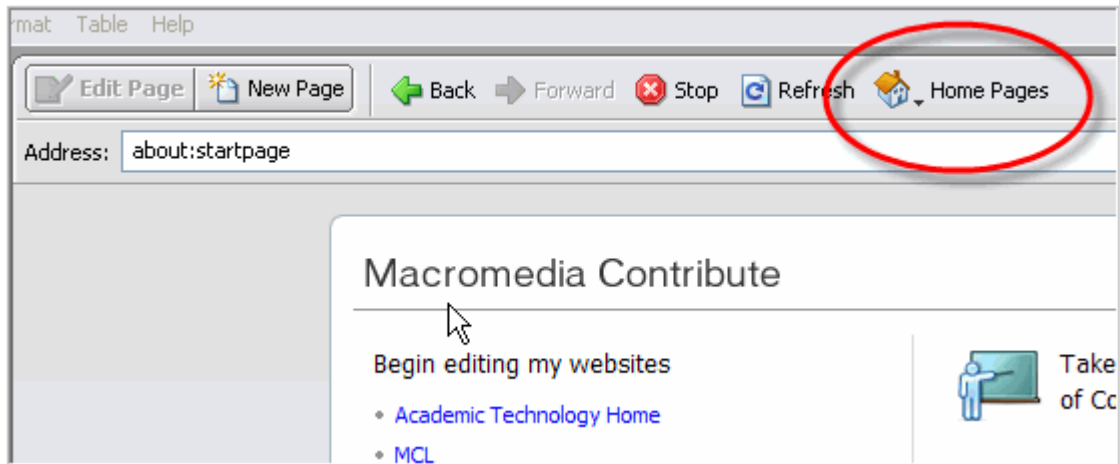 rmat Table Help
Edit Page New Page Back Forward Stop Refresh Home Pages
Address: about:startpage
Macromedia Contribute
Begin editing my websites
Take
of Co
• Academic Technology Home
• MCL